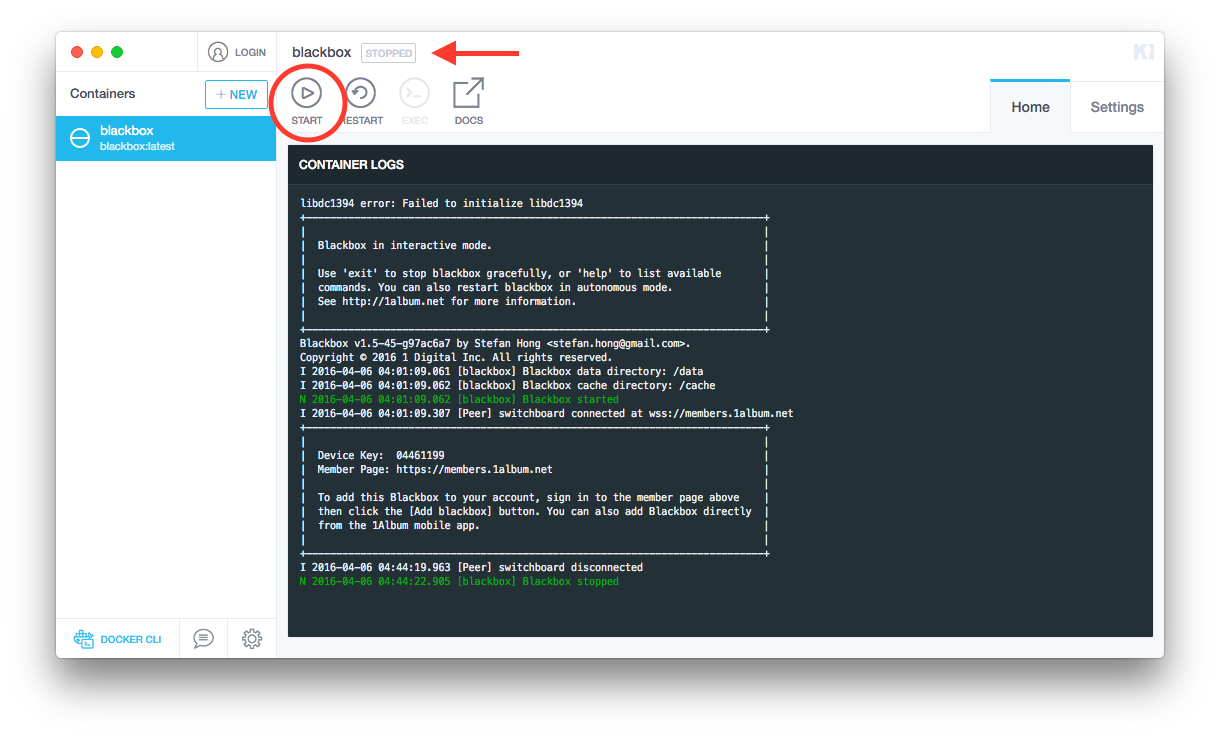 LOGIN
blackbox STOPPED
Containers
+ NEW
START
RESTART
EXEC
DOCS
Home
Settings
blackbox
blackbox:latest
CONTAINER LOGS
libdc1394 error: Failed to initialize libdc1394
Blackbox in interactive mode.
Use 'exit' to stop blackbox gracefully, or 'help' to list available
commands. You can also restart blackbox in autonomous mode.
See http://1album.net for more information.
Blackbox v1.5-45-g97ac6a7 by Stefan Hong <stefan.hong@gmail.com>.
Copyright © 2016 1 Digital Inc. All rights reserved.
I 2016-04-06 04:01:09.061 [blackbox] Blackbox data directory: /data
I 2016-04-06 04:01:09.062 [blackbox] Blackbox cache directory: /cache
N 2016-04-06 04:01:09.062 [blackbox] Blackbox started
I 2016-04-06 04:01:09.307 [Peer] switchboard connected at wss://members.1album.net
Device Key: 04461199
Member Page: https://members.1album.net
To add this Blackbox to your account, sign in to the member page above
then click the [Add blackbox] button. You can also add Blackbox directly
from the 1Album mobile app.
I 2016-04-06 04:44:19.963 [Peer] switchboard disconnected
N 2016-04-06 04:44:22.905 [blackbox] Blackbox stopped
DOCKER CLI